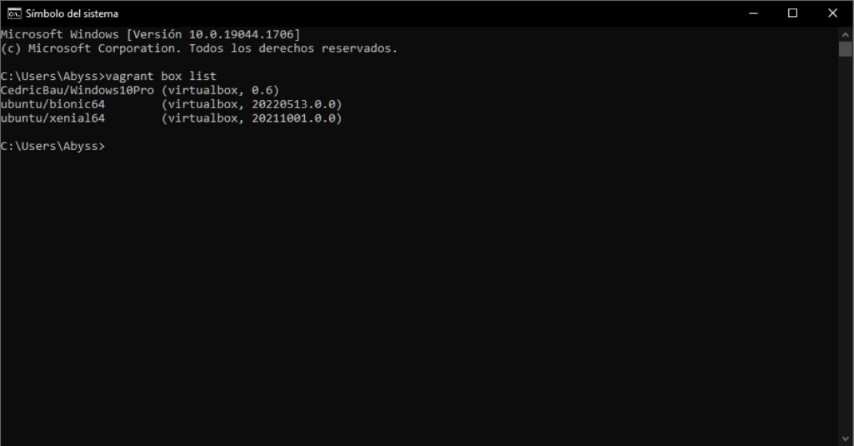 Símbolo del sistema
Microsoft Windows [Versión 10.0.19044.1706]
(c) Microsoft Corporation. Todos los derechos reservados.
C:\Users\Abyss>vagrant box list
CedricBau/Windows10Pro (virtualbox, 0.6)
ubuntu/bionic64        (virtualbox, 20220513.0.0)
ubuntu/xenial64        (virtualbox, 20211001.0.0)
C:\Users\Abyss>